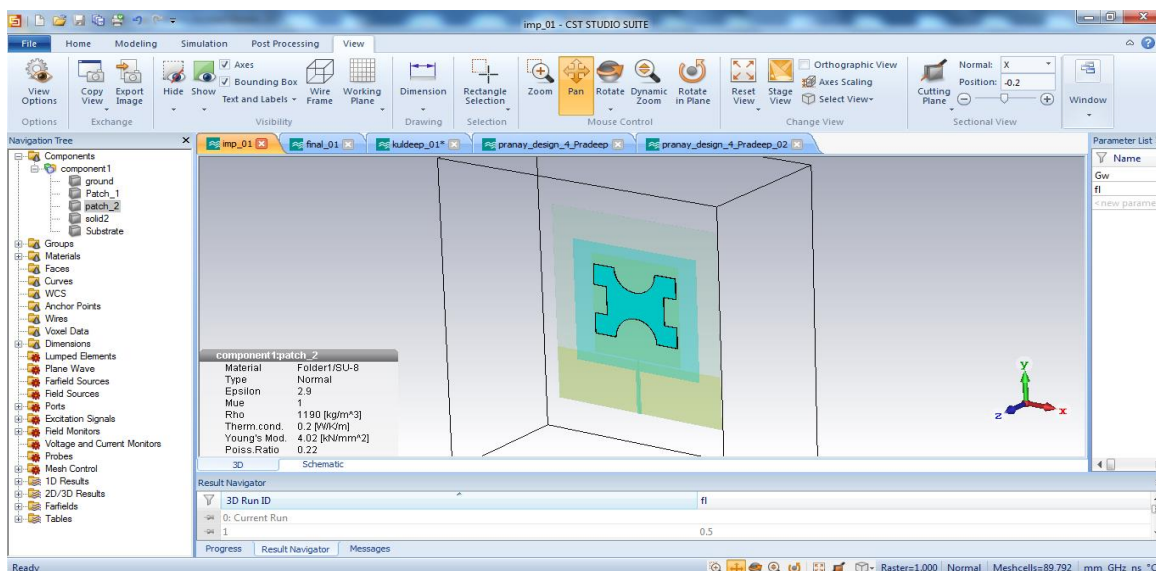 imp_01 - CST STUDIO SUITE
File Home Modeling Simulation Post Processing View
View Options
Copy View
Export Image
Hide
Show
Axes
Bounding Box
Text and Labels
Wire Frame
Working Plane
Dimension
Rectangle Selection
Zoom
Pan
Rotate
Dynamic Zoom
Rotate in Plane
Reset View
Stage View
Orthographic View
Axes Scaling
Select View
Cutting Plane
Normal: X
Position: -0.2
Window
Options Exchange Visibility Drawing Selection Mouse Control Change View Sectional View
Navigation Tree
Components
component1
ground
Patch_1
patch_2
solid2
Substrate
Groups
Materials
Faces
Curves
WCS
Anchor Points
Wires
Voxel Data
Dimensions
Lumped Elements
Plane Wave
Farfield Sources
Field Sources
Ports
Excitation Signals
Field Monitors
Voltage and Current Monitors
Probes
Mesh Control
1D Results
2D/3D Results
Farfields
Tables
imp_01 final_01 kuldeep_01* pranay_design_4_Pradeep pranay_design_4_Pradeep_02
component1:patch_2
Material Folder1/SU-8
Type Normal
Epsilon 2.9
Mue 1
Rho 1190 [kg/m^3]
Therm.cond. 0.2 [W/K/m]
Young's Mod. 4.02 [kN/mm^2]
Poiss.Ratio 0.22
y
z x
3D Schematic
Parameter List
Name
Gw
fl
<new parame
Result Navigator
3D Run ID fl
0: Current Run
1 0.5
Progress Result Navigator Messages
Ready Raster=1.000 Normal Meshcells=89,792 mm GHz ns °C